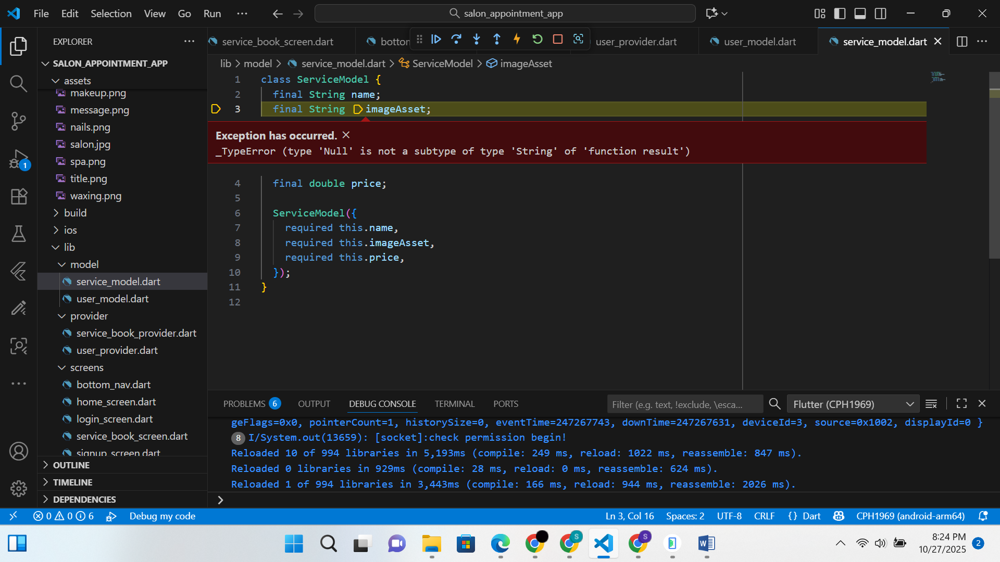 File Edit Selection View Go Run ···
salon_appointment_app
EXPLORER
SALON_APPOINTMENT_APP
assets
makeup.png
message.png
nails.png
salon.jpg
spa.png
title.png
waxing.png
build
ios
lib
model
service_model.dart
user_model.dart
provider
service_book_provider.dart
user_provider.dart
screens
bottom_nav.dart
home_screen.dart
login_screen.dart
service_book_screen.dart
signup_screen.dart
OUTLINE
TIMELINE
DEPENDENCIES
1
service_book_screen.dart
user_provider.dart
user_model.dart
service_model.dart
lib > model > service_model.dart > ServiceModel > imageAsset
1 class ServiceModel {
2 final String name;
3 final String imageAsset;
Exception has occurred.
_TypeError (type 'Null' is not a subtype of type 'String' of 'function result')
4 final double price;
5
6 ServiceModel({
7 required this.name,
8 required this.imageAsset,
9 required this.price,
10 });
11 }
12
PROBLEMS 6 OUTPUT DEBUG CONSOLE TERMINAL PORTS
Filter (e.g. text, !exclude, \esca...
Flutter (CPH1969)
geFlags=0x0, pointerCount=1, historySize=0, eventTime=247267743, downTime=247267631, deviceId=3, source=0x1002, displayId=0 }
8 I/System.out(13659): [socket]:check permission begin!
Reloaded 10 of 994 libraries in 5,193ms (compile: 249 ms, reload: 1022 ms, reassemble: 847 ms).
Reloaded 0 libraries in 929ms (compile: 28 ms, reload: 0 ms, reassemble: 624 ms).
Reloaded 1 of 994 libraries in 3,443ms (compile: 166 ms, reload: 944 ms, reassemble: 2026 ms).
>
0 0 6 Debug my code
Ln 3, Col 16 Spaces: 2 UTF-8 CRLF {} Dart CPH1969 (android-arm64)
S S W
8:24 PM
10/27/2025
2